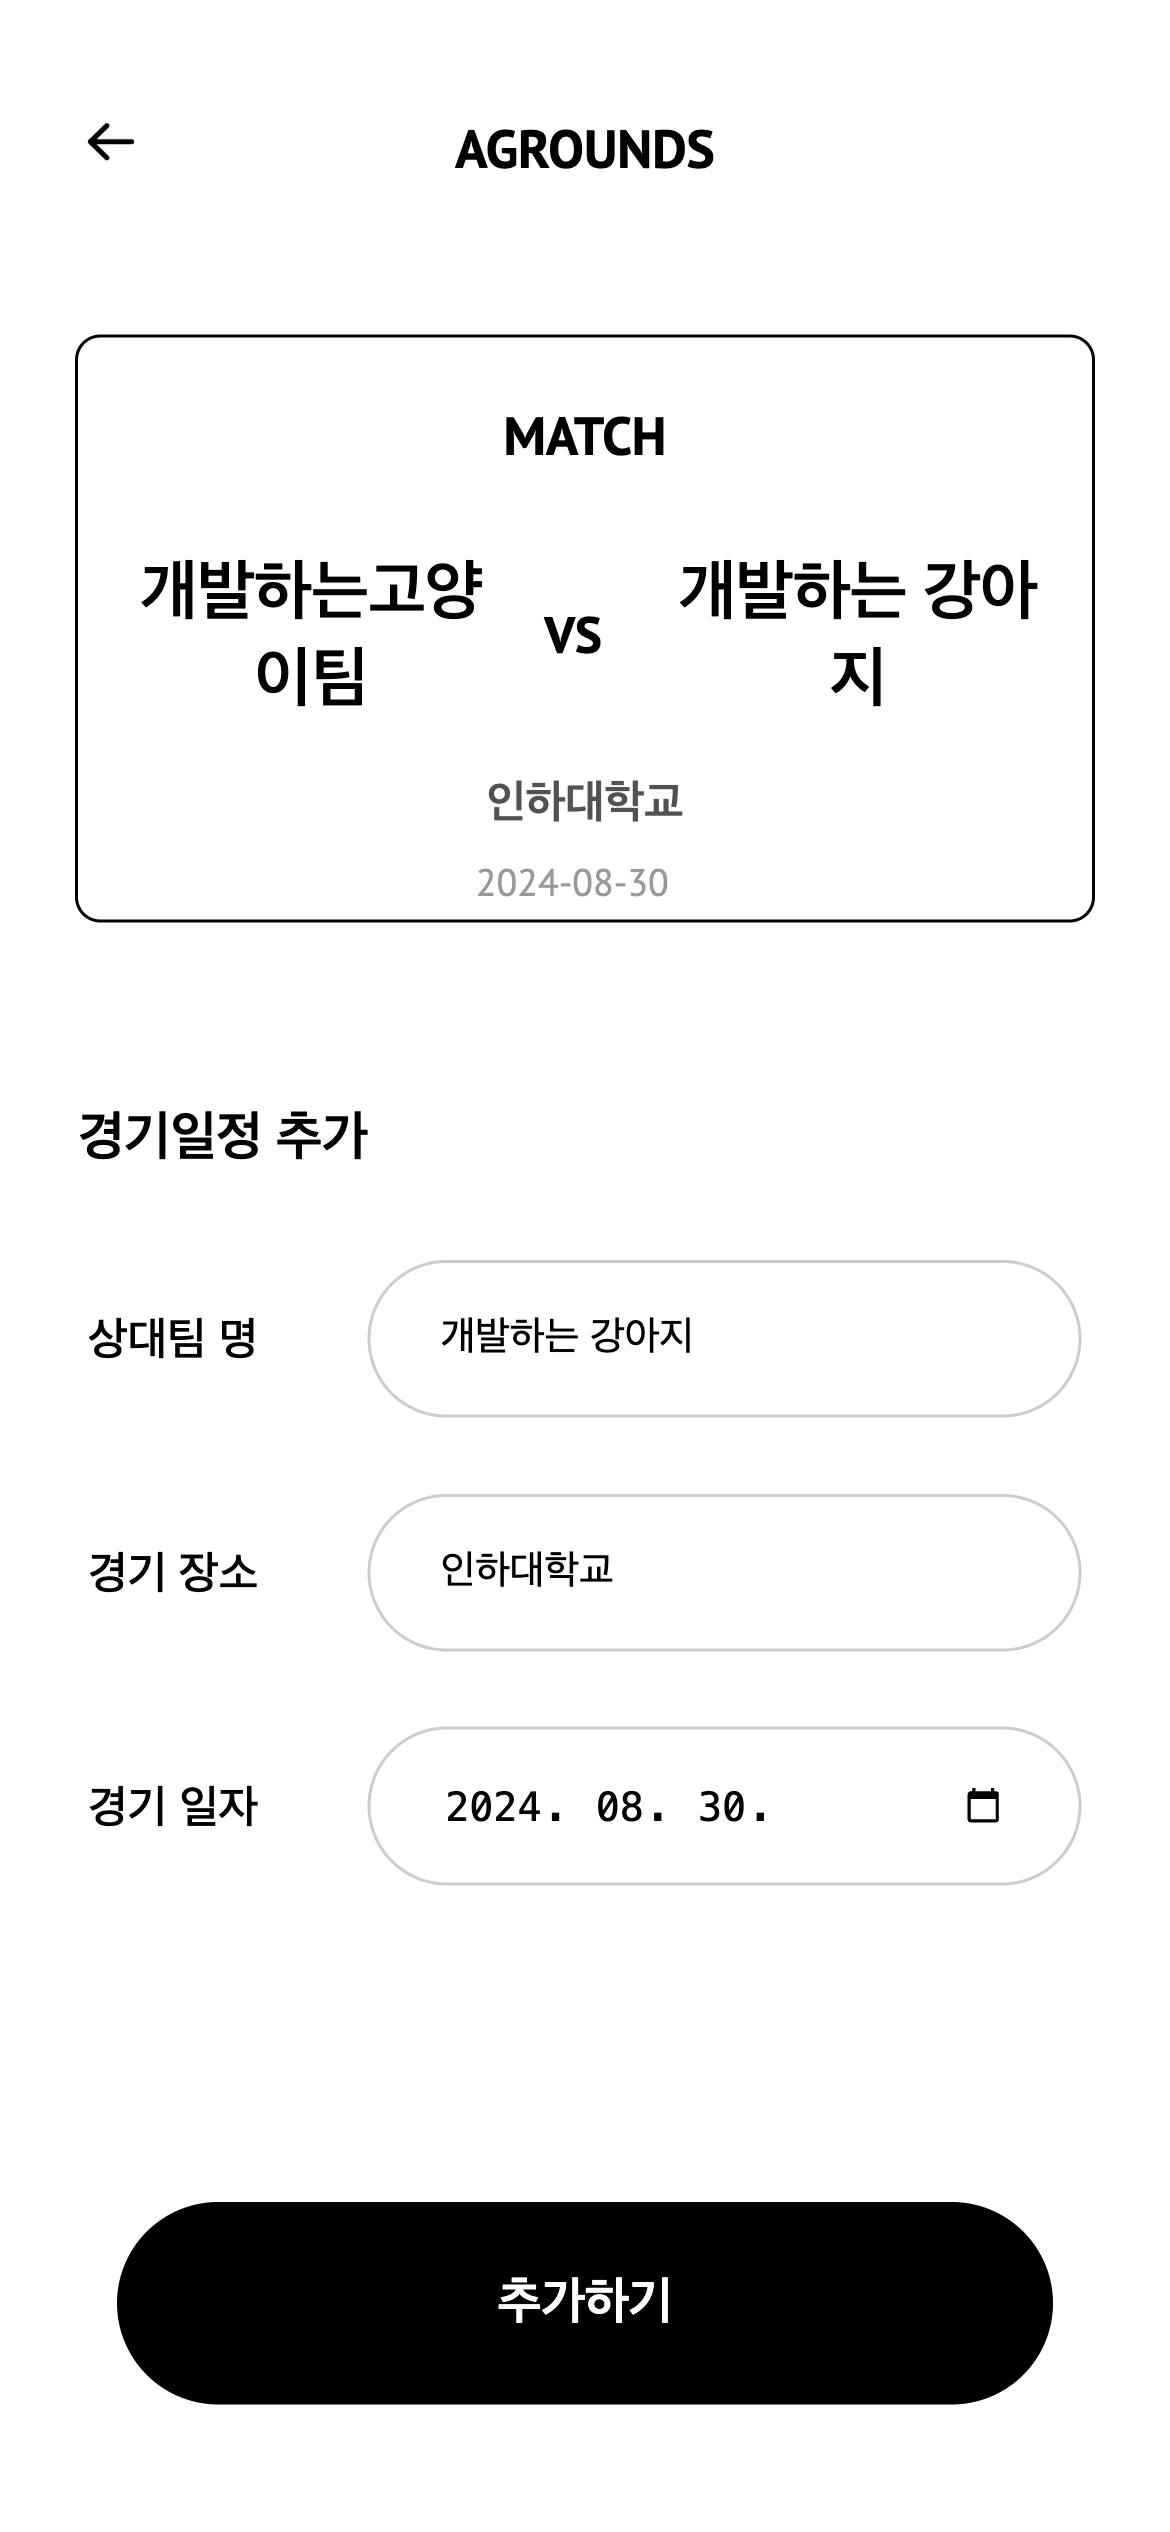 AGROUNDS
MATCH
개발하는고양
이팀
VS
개발하는 강아
지
인하대학교
2024-08-30
경기일정 추가
상대팀 명
개발하는 강아지
경기 장소
인하대학교
경기 일자
2024. 08. 30.
추가하기